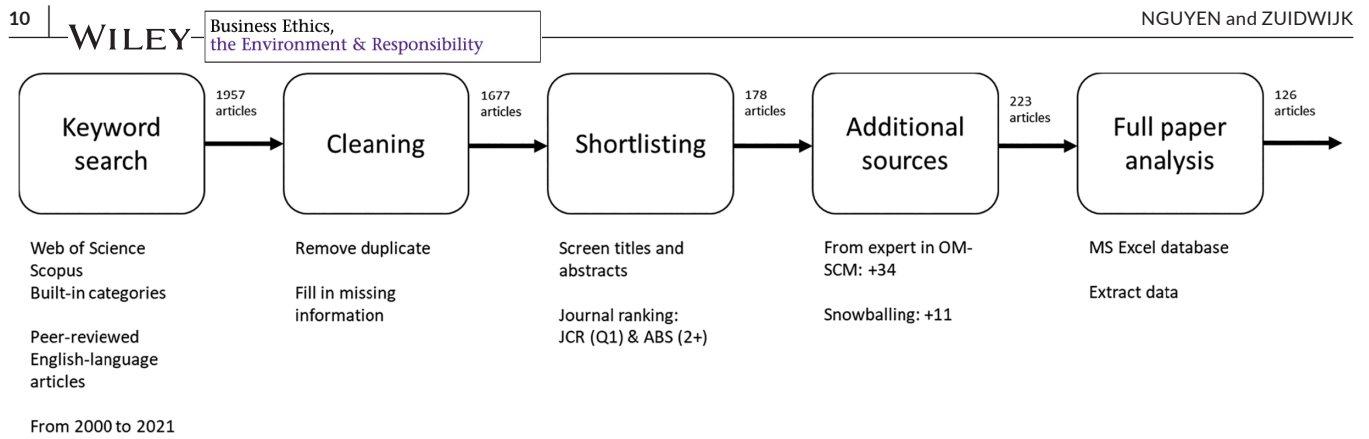 10
WILEY
Business Ethics,
the Environment & Responsibility
NGUYEN and ZUIDWIJK
Keyword
search
1957
articles
Cleaning
1677
articles
Shortlisting
178
articles
Additional
sources
223
articles
Full paper
analysis
126
articles
Web of Science
Scopus
Built-in categories
Peer-reviewed
English-language
articles
From 2000 to 2021
Remove duplicate
Fill in missing
information
Screen titles and
abstracts
Journal ranking:
JCR (Q1) & ABS (2+)
From expert in OM-
SCM: +34
Snowballing: +11
MS Excel database
Extract data